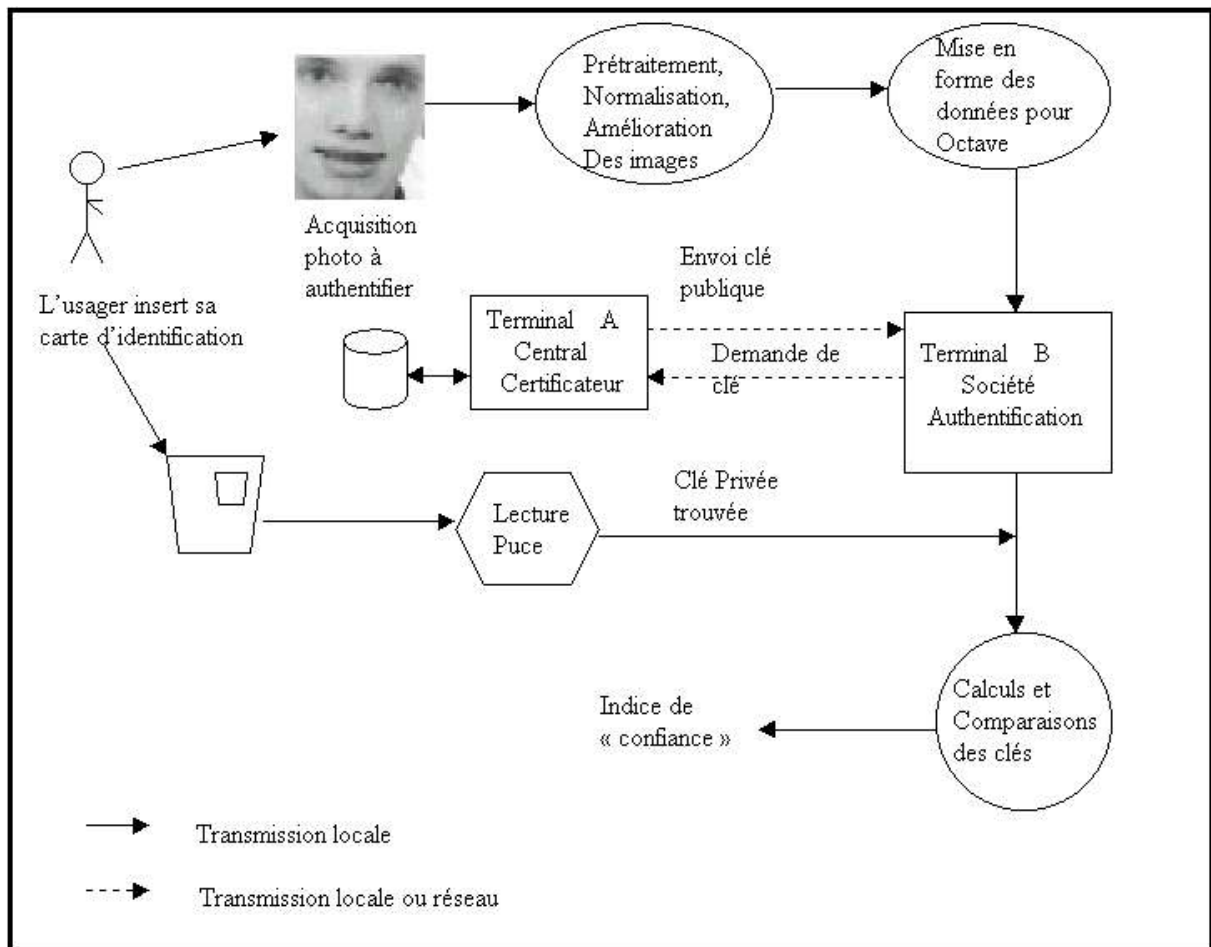 Prétraitement,
Normalisation,
Amélioration
Des images
Mise en
forme des
données pour
Octave
Acquisition
photo à
authentifier
Envoi clé
publique
L'usager insert sa
carte d'identification
Terminal A
Central
Certificateur
Demande de
clé
Terminal B
Société
Authentification
Lecture
Puce
Clé Privée
trouvée
Calculs et
Comparaisons
des clés
Indice de
« confiance »
Transmission locale
Transmission locale ou réseau